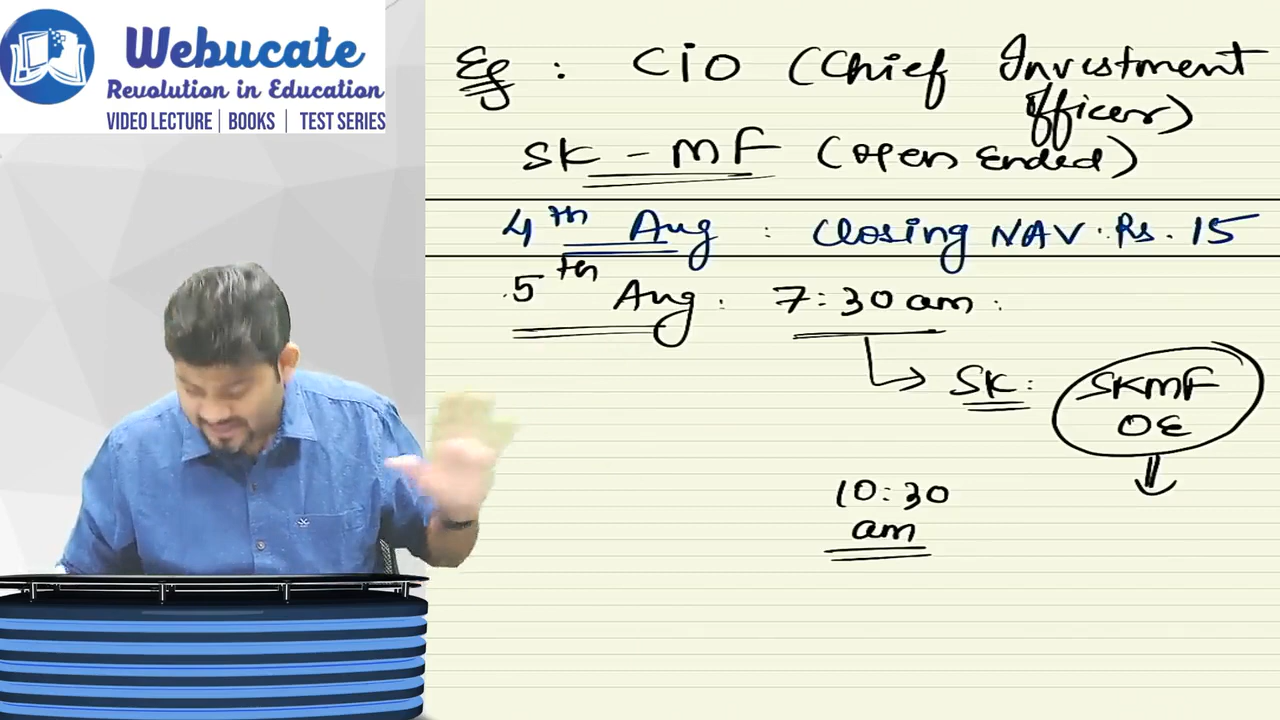 Webucate
Revolution in Education
VIDEO LECTURE | BOOKS | TEST SERIES
Eg : CiO (Chief Investment
Officer)
SK - MF (Open Ended)
4th Aug : Closing NAV. Rs. 15
5th Aug : 7:30 am :
SK : SKMF
OE
10:30
am